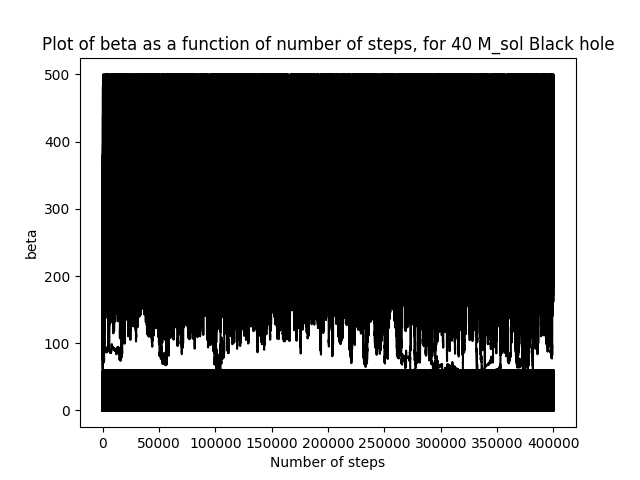 Plot of beta as a function of number of steps, for 40 M_sol Black hole
500
400
300
200
100
0
beta
0 50000 100000 150000 200000 250000 300000 350000 400000
Number of steps